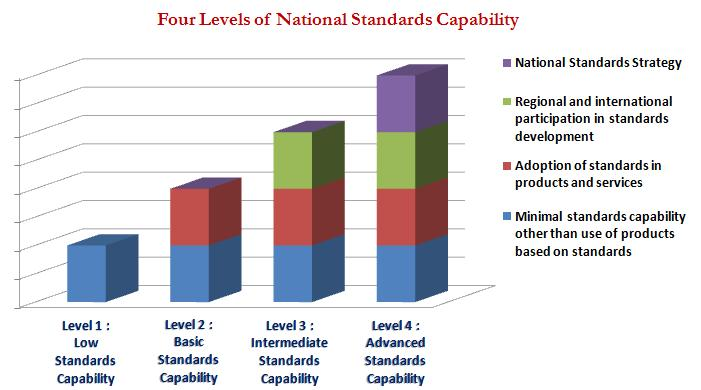 Four Levels of National Standards Capability
National Standards Strategy
Regional and international
participation in standards
development
Adoption of standards in
products and services
Minimal standards capability
other than use of products
based on standards
Level 1 :
Low
Standards
Capability
Level 2 :
Basic
Standards
Capability
Level 3 :
Intermediate
Standards
Capability
Level 4 :
Advanced
Standards
Capability